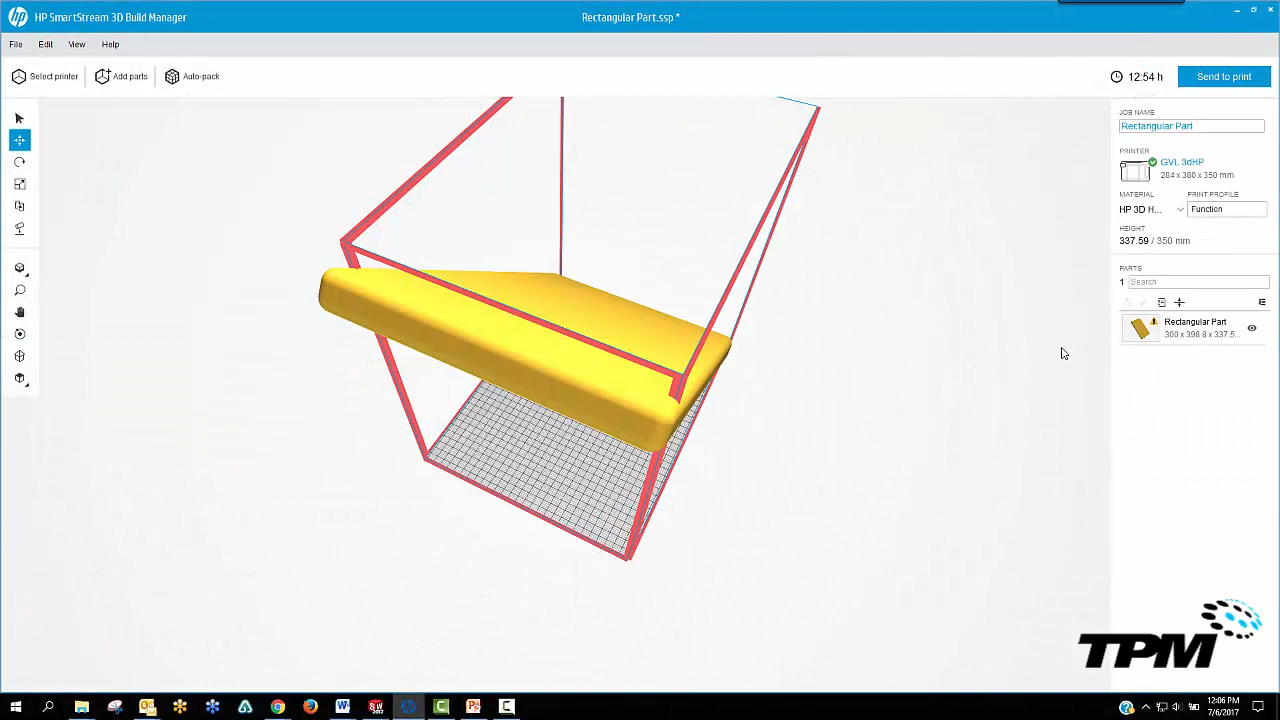 HP SmartStream 3D Build Manager
Rectangular Part.ssp *
File Edit View Help
Select printer Add parts Auto-pack
12:54 h Send to print
JOB NAME
Rectangular Part
PRINTER
GVL 3dHP
284 x 380 x 350 mm
MATERIAL PRINT PROFILE
HP 3D H... Function
HEIGHT
337.59 / 350 mm
PARTS
1 Search
Rectangular Part
300 x 398.8 x 337.5...
TPM
12:06 PM
7/6/2017